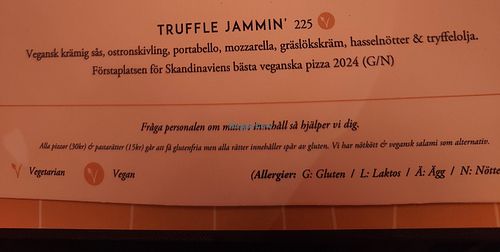 TRUFFLE JAMMIN' 225
Vegansk krämig sås, ostronskivling, portabello, mozzarella, gräslökskräm, hasselnötter & tryffelolja.
Förstaplatsen för Skandinaviens bästa veganska pizza 2024 (G/N)
Fråga personalen om innehåll så hjälper vi dig.
Alla pizzor (30kr) & pastarätter (15kr) går att få glutenfria men alla rätter innehåller spår av gluten. Vi har nötkött & vegansk salami som alternativ.
Vegetarian Vegan (Allergier: G: Gluten / L: Laktos / Ä: Ägg / N: Nötte